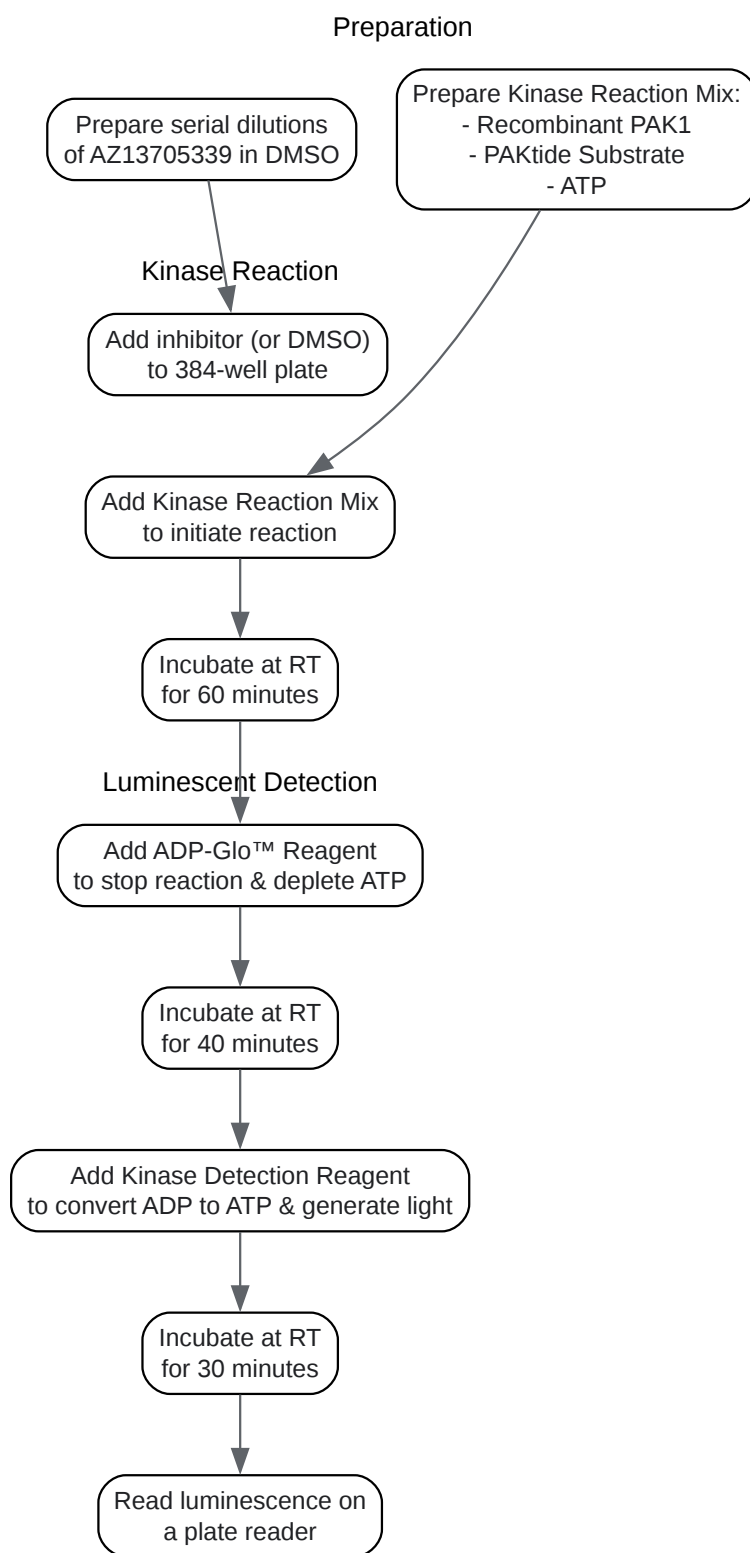 Preparation
Prepare serial dilutions
of AZ13705339 in DMSO
Prepare Kinase Reaction Mix:
- Recombinant PAK1
- PAKtide Substrate
- ATP
Kinase Reaction
Add inhibitor (or DMSO)
to 384-well plate
Add Kinase Reaction Mix
to initiate reaction
Incubate at RT
for 60 minutes
Luminescent Detection
Add ADP-Glo™ Reagent
to stop reaction & deplete ATP
Incubate at RT
for 40 minutes
Add Kinase Detection Reagent
to convert ADP to ATP & generate light
Incubate at RT
for 30 minutes
Read luminescence on
a plate reader